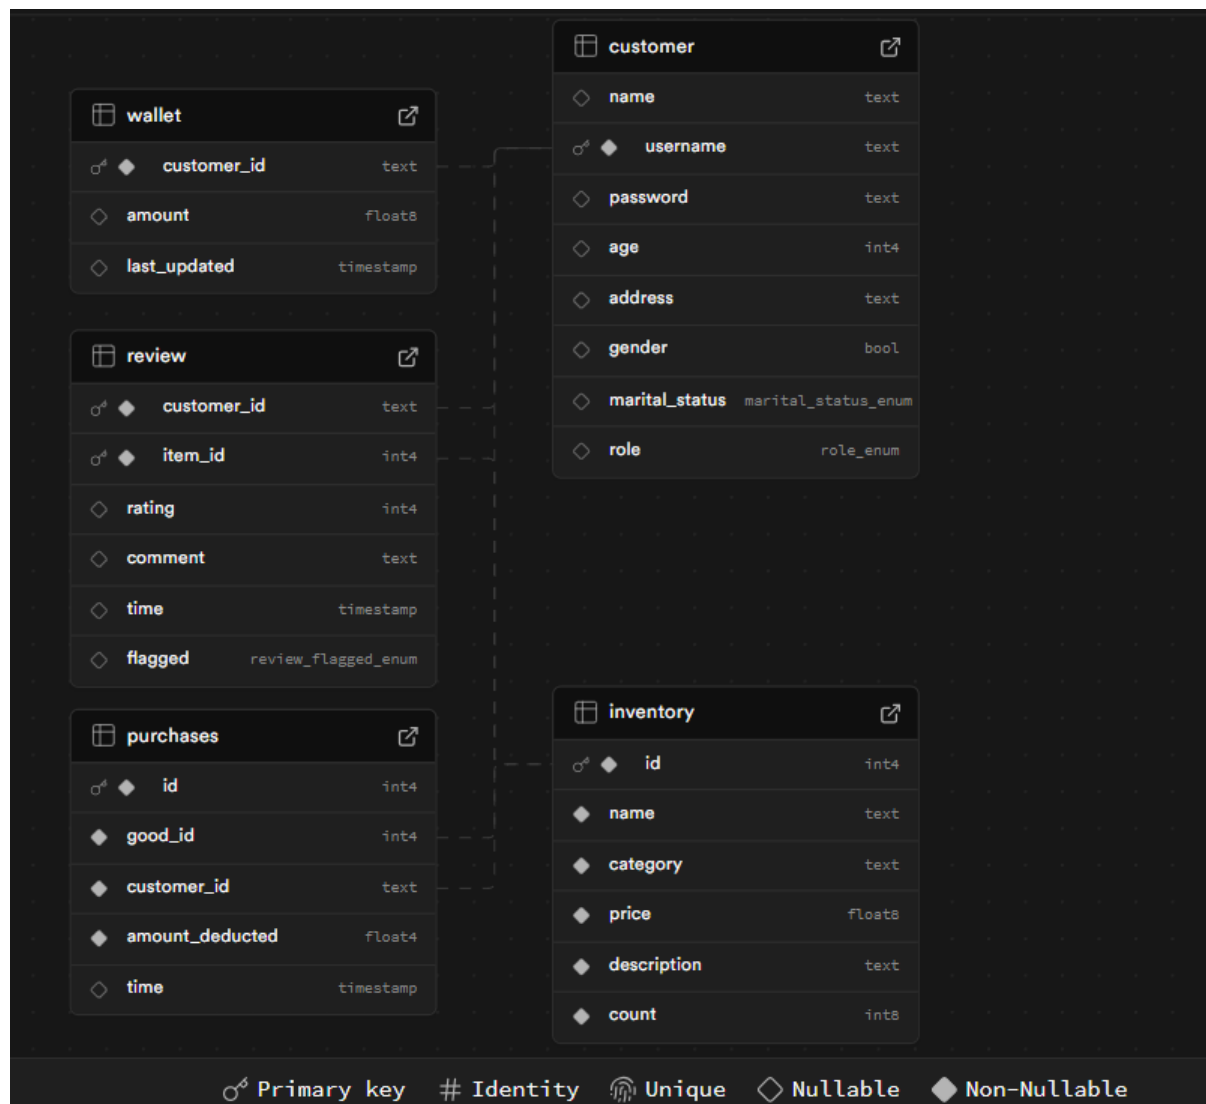 wallet
customer_id text
amount float8
last_updated timestamp
review
customer_id text
item_id int4
rating int4
comment text
time timestamp
flagged review_flagged_enum
purchases
id int4
good_id int4
customer_id text
amount_deducted float4
time timestamp
customer
name text
username text
password text
age int4
address text
gender bool
marital_status marital_status_enum
role role_enum
inventory
id int4
name text
category text
price float8
description text
count int8
Primary key # Identity Unique Nullable Non-Nullable